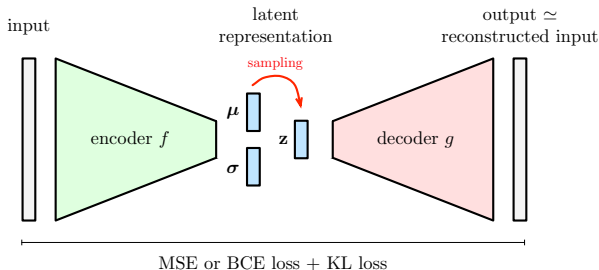 input
latent
representation
output ≃
reconstructed input
sampling
μ
encoder f
z
decoder g
σ
MSE or BCE loss + KL loss